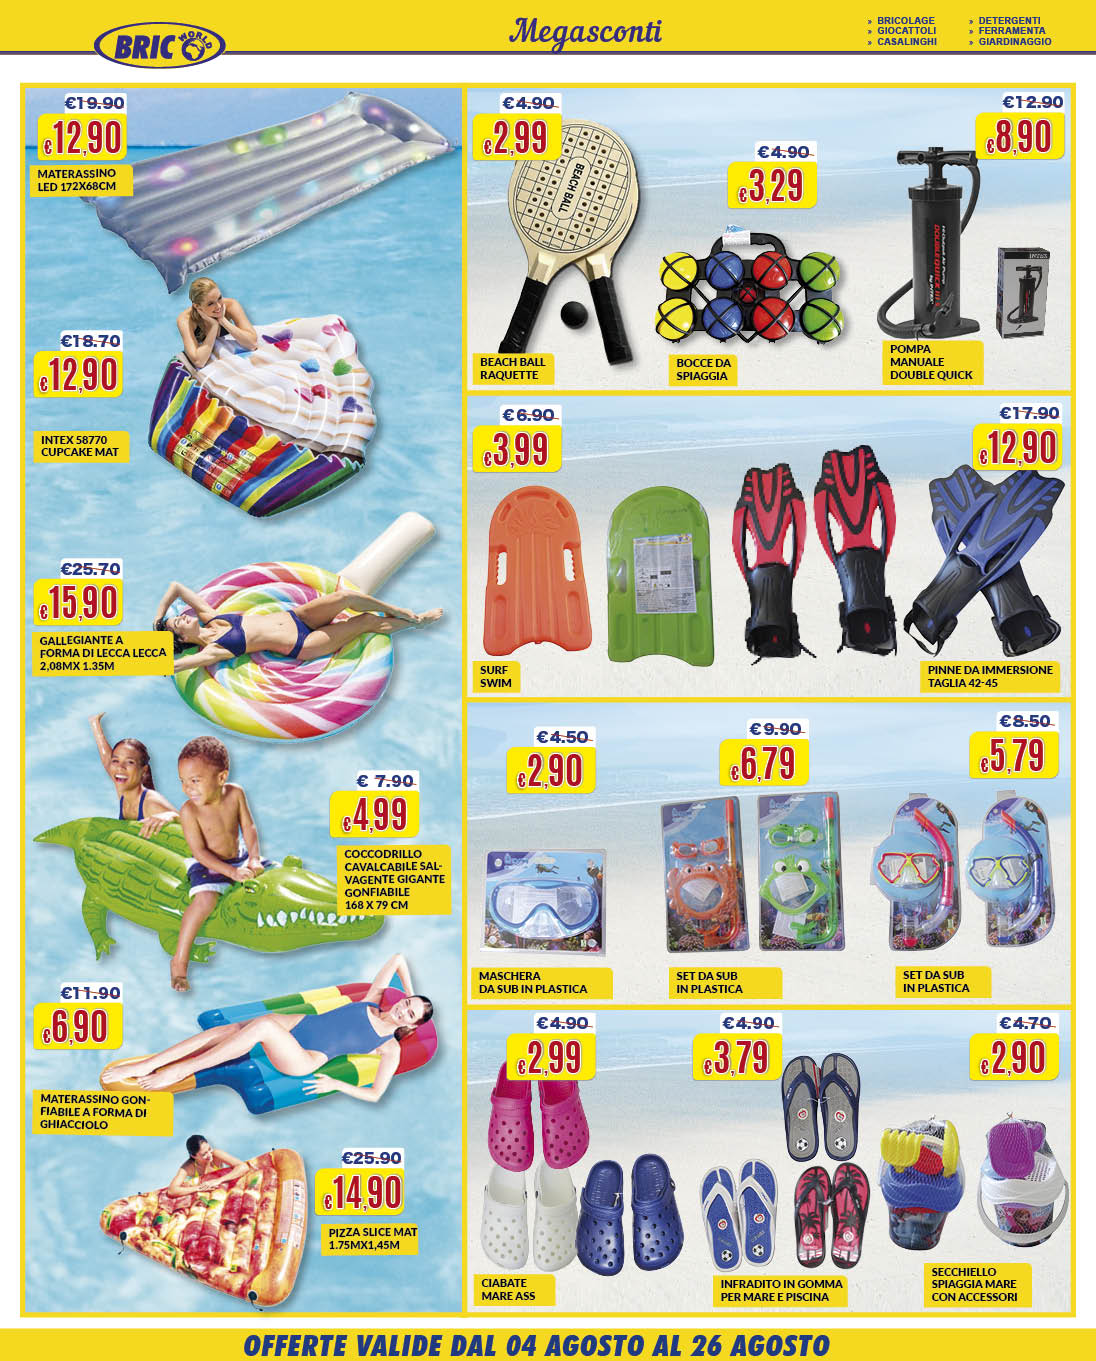 BRIC WORLD
Megasconti
» BRICOLAGE
» GIOCATTOLI
» CASALINGHI
» DETERGENTI
» FERRAMENTA
» GIARDINAGGIO
€19.90
€12,90
MATERASSINO
LED 172X68CM
€18.70
€12,90
INTEX 58770
CUPCAKE MAT
€25.70
€15,90
GALLEGIANTE A
FORMA DI LECCA LECCA
2,08MX 1.35M
€ 7.90
€4,99
COCCODRILLO
CAVALCABILE SAL-
VAGENTE GIGANTE
GONFIABILE
168 X 79 CM
€11.90
€6,90
MATERASSINO GON-
FIABILE A FORMA DI
GHIACCIOLO
€25.90
€14,90
PIZZA SLICE MAT
1.75MX1,45M
€4.90
€2,99
BEACH BALL
BEACH BALL
RAQUETTE
€4.90
€3,29
BOCCE DA
SPIAGGIA
€12.90
€8,90
DOUBLE QUICK
INTEX
POMPA
MANUALE
DOUBLE QUICK
€6.90
€3,99
SURF
SWIM
€17.90
€12,90
PINNE DA IMMERSIONE
TAGLIA 42-45
€4.50
€2,90
MASCHERA
DA SUB IN PLASTICA
€9.90
€6,79
SET DA SUB
IN PLASTICA
€8.50
€5,79
SET DA SUB
IN PLASTICA
€4.90
€2,99
CIABATE
MARE ASS
€4.90
€3,79
INFRADITO IN GOMMA
PER MARE E PISCINA
€4.70
€2,90
SECCHIELLO
SPIAGGIA MARE
CON ACCESSORI
OFFERTE VALIDE DAL 04 AGOSTO AL 26 AGOSTO